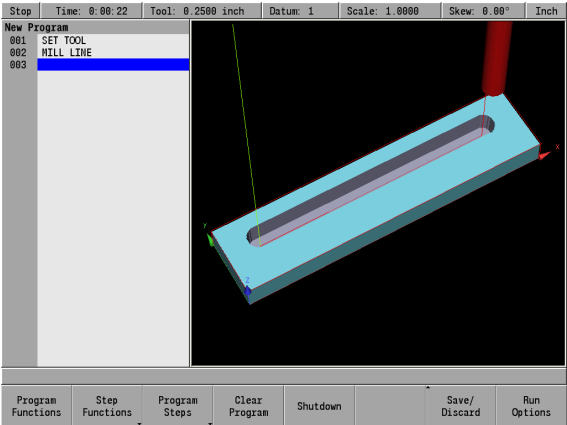 Stop Time: 0:00:22 Tool: 0.2500 inch Datum: 1 Scale: 1.0000 Skew: 0.00° Inch
New Program
001 SET TOOL
002 MILL LINE
003
X
Y
Z
Program Functions
Step Functions
Program Steps
Clear Program
Shutdown
Save/ Discard
Run Options